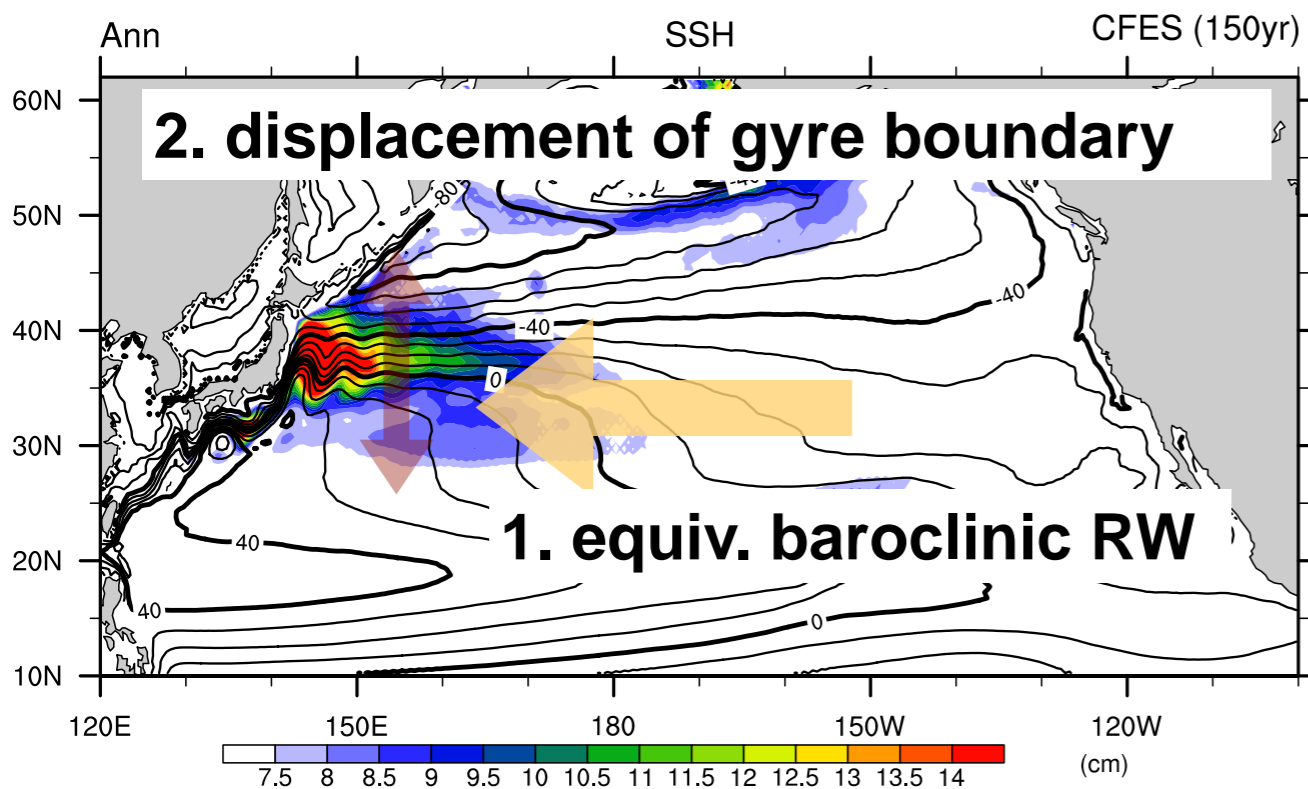 Ann SSH CFES (150yr)
60N
2. displacement of gyre boundary
-80
50N
-40
40N
-40
0
30N
1. equiv. baroclinic RW
40
20N
40
0
10N
120E 150E 180 150W 120W
7.5 8 8.5 9 9.5 10 10.5 11 11.5 12 12.5 13 13.5 14 (cm)